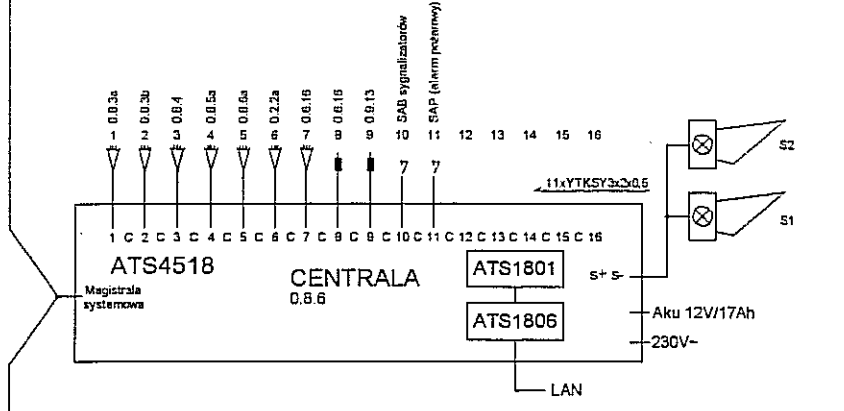 0.8.3a 0.8.3b 0.8.4 0.8.5a 0.8.6a 0.2.2a 0.8.16 0.8.16 0.9.13 SAB sygnalizatorów SAP (alarm pożarowy)
1 2 3 4 5 6 7 8 9 10 11 12 13 14 15 16
S2
11xYTKSY3x2x0,5
S1
1 C 2 C 3 C 4 C 5 C 6 C 7 C 8 C 9 C 10 C 11 C 12 C 13 C 14 C 15 C 16
ATS4518
CENTRALA
0.8.6
ATS1801
S+ S-
Magistrala
systemowa
ATS1806
Aku 12V/17Ah
230V~
LAN